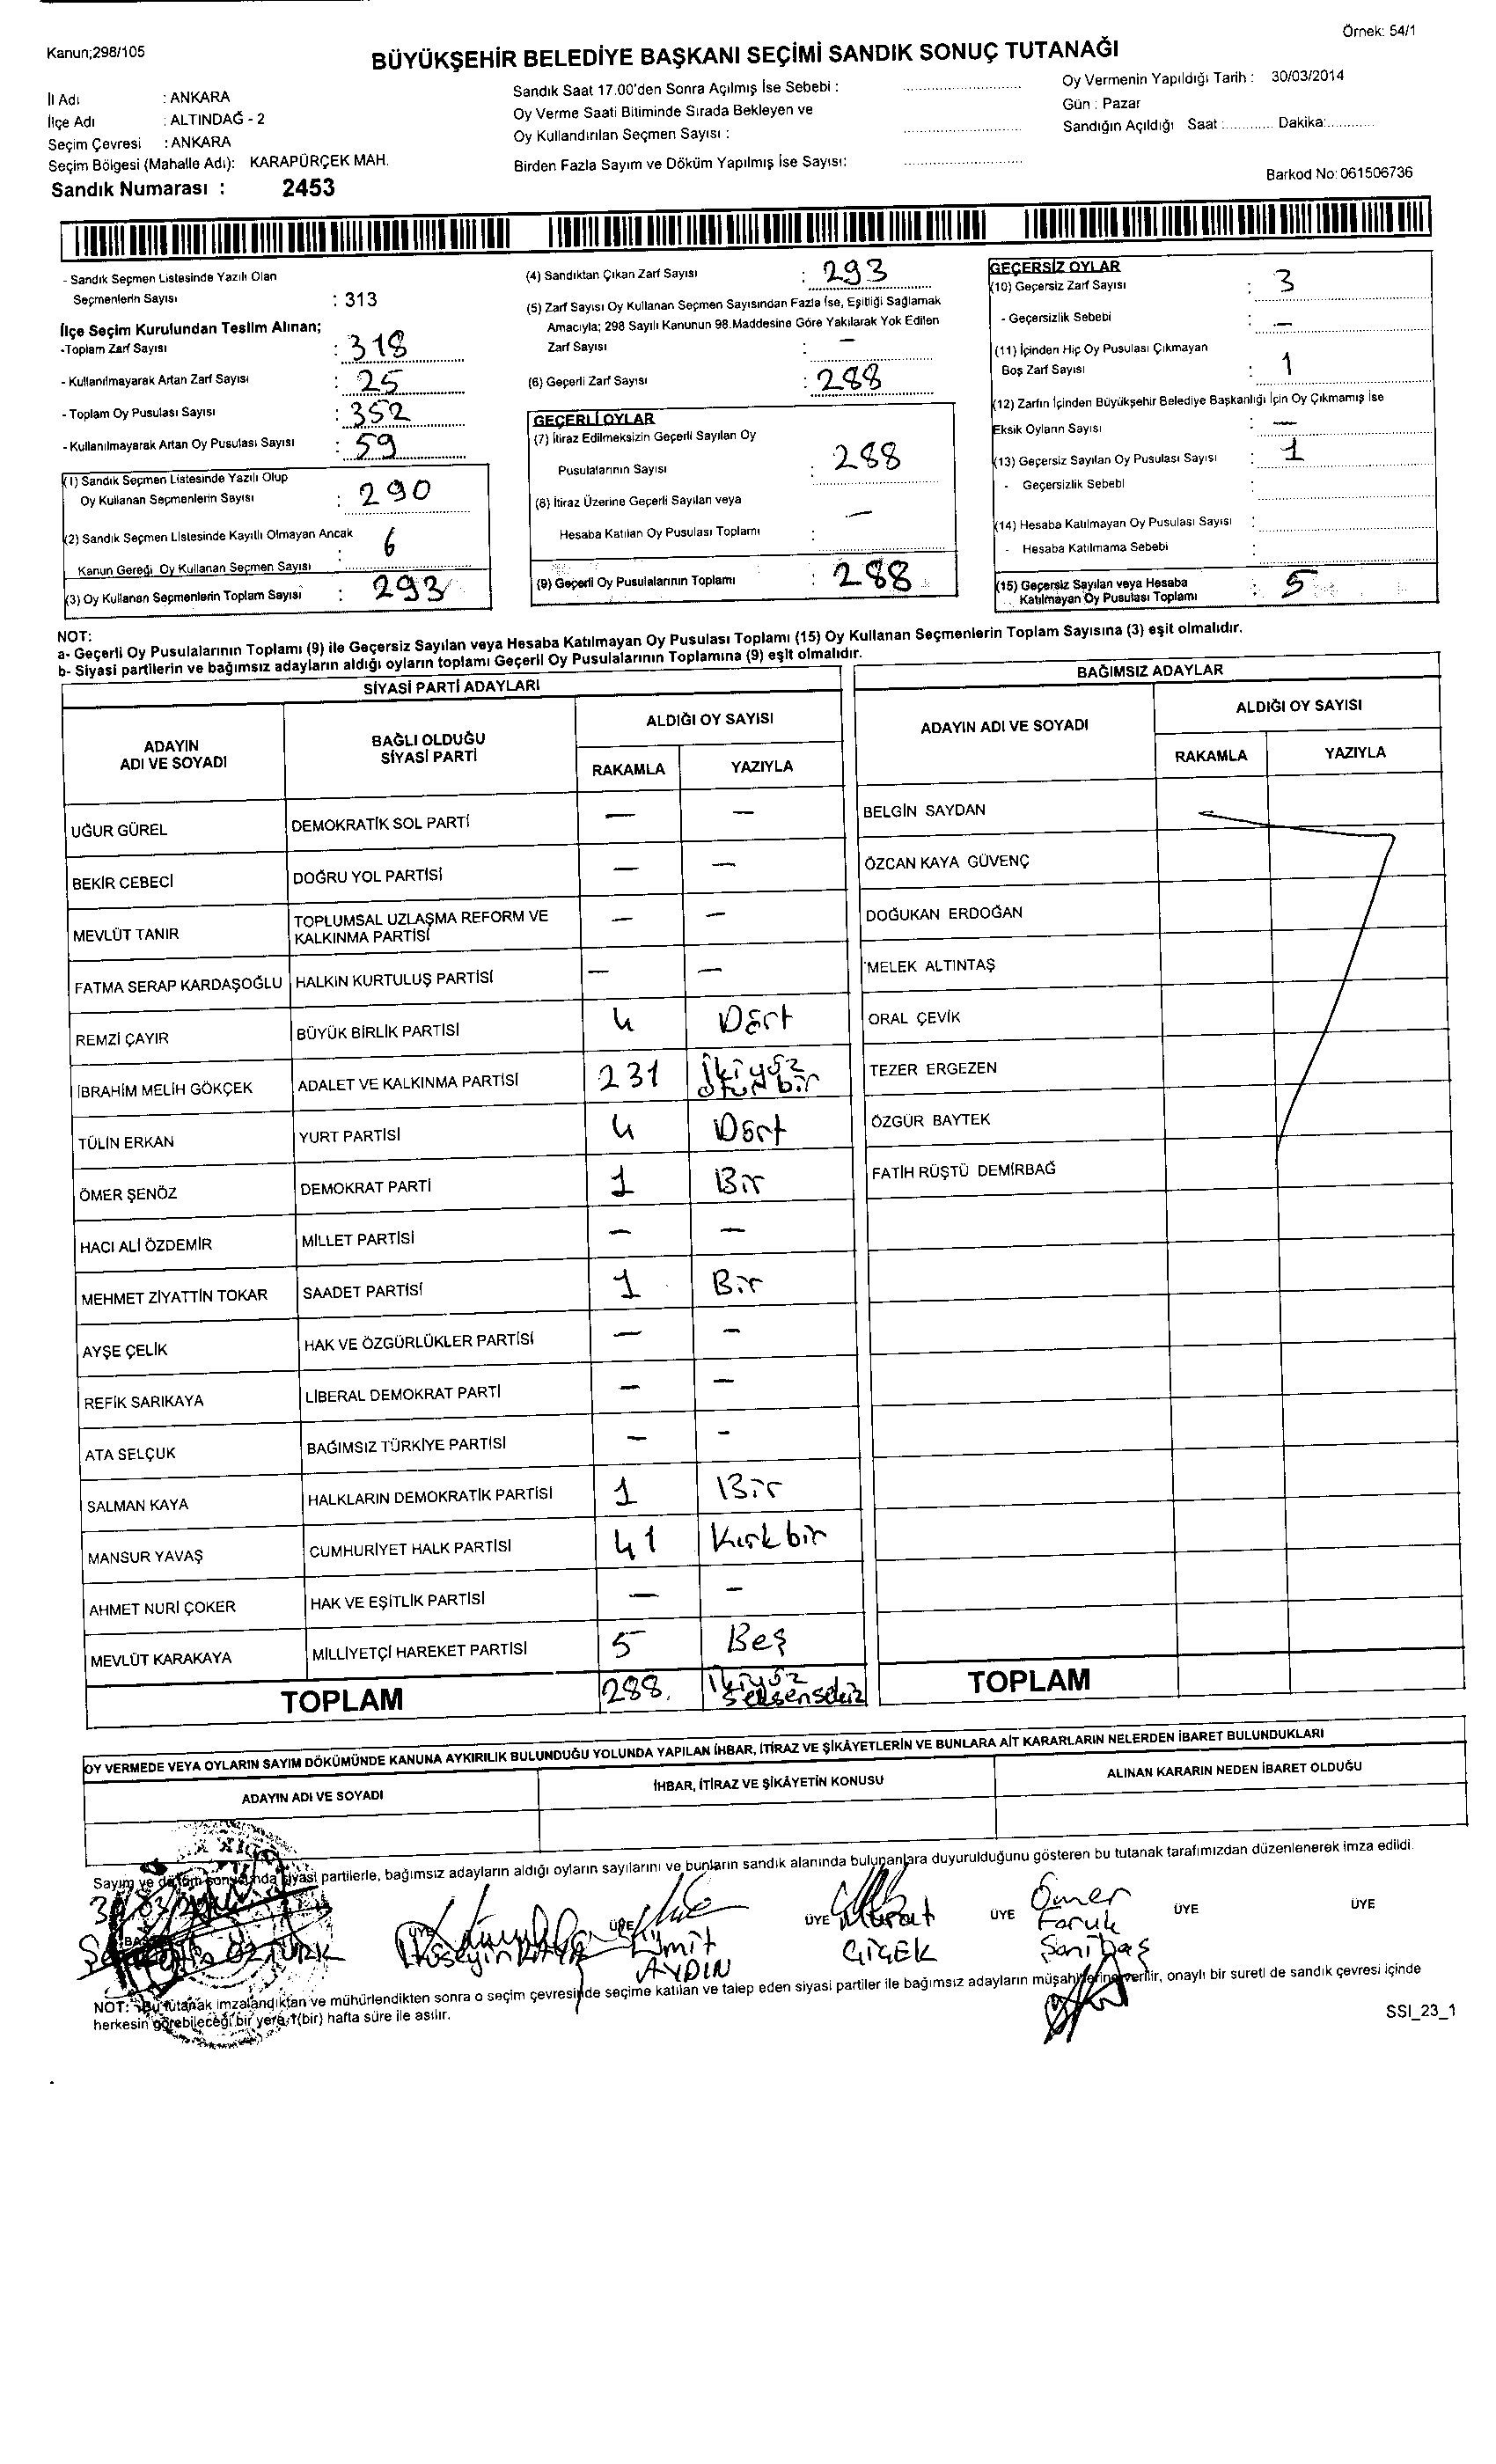 Örnek: 54/1
Kanun;298/105
BÜYÜKŞEHİR BELEDİYE BAŞKANI SEÇİMİ SANDIK SONUÇ TUTANAĞI
İl Adı : ANKARA
İlçe Adı : ALTINDAĞ - 2
Seçim Çevresi : ANKARA
Seçim Bölgesi (Mahalle Adı): KARAPÜRÇEK MAH.
Sandık Numarası : 2453
Sandık Saat 17.00'den Sonra Açılmış İse Sebebi :
Oy Verme Saati Bitiminde Sırada Bekleyen ve
Oy Kullandırılan Seçmen Sayısı :
Birden Fazla Sayım ve Döküm Yapılmış İse Sayısı:
Oy Vermenin Yapıldığı Tarih : 30/03/2014
Gün : Pazar
Sandığın Açıldığı Saat :............ Dakika:............
Barkod No: 061506736
- Sandık Seçmen Listesinde Yazılı Olan
Seçmenlerin Sayısı : 313
İlçe Seçim Kurulundan Teslim Alınan;
-Toplam Zarf Sayısı : 318
- Kullanılmayarak Artan Zarf Sayısı : 25
- Toplam Oy Pusulası Sayısı : 352
- Kullanılmayarak Artan Oy Pusulası Sayısı : 59
(1) Sandık Seçmen Listesinde Yazılı Olup
Oy Kullanan Seçmenlerin Sayısı : 290
(2) Sandık Seçmen Listesinde Kayıtlı Olmayan Ancak
Kanun Gereği Oy Kullanan Seçmen Sayısı : 6
(3) Oy Kullanan Seçmenlerin Toplam Sayısı : 293
(4) Sandıktan Çıkan Zarf Sayısı : 293
(5) Zarf Sayısı Oy Kullanan Seçmen Sayısından Fazla İse, Eşitliği Sağlamak
Amacıyla; 298 Sayılı Kanunun 98.Maddesine Göre Yakılarak Yok Edilen
Zarf Sayısı : —
(6) Geçerli Zarf Sayısı : 288
GEÇERLİ OYLAR
(7) İtiraz Edilmeksizin Geçerli Sayılan Oy
Pusulalarının Sayısı : 288
(8) İtiraz Üzerine Geçerli Sayılan veya
Hesaba Katılan Oy Pusulası Toplamı : —
(9) Geçerli Oy Pusulalarının Toplamı : 288
GEÇERSİZ OYLAR
(10) Geçersiz Zarf Sayısı : 3
- Geçersizlik Sebebi : —
(11) İçinden Hiç Oy Pusulası Çıkmayan
Boş Zarf Sayısı : 1
(12) Zarfın İçinden Büyükşehir Belediye Başkanlığı İçin Oy Çıkmamış İse
Eksik Oyların Sayısı : —
(13) Geçersiz Sayılan Oy Pusulası Sayısı : 1
- Geçersizlik Sebebi :
(14) Hesaba Katılmayan Oy Pusulası Sayısı :
- Hesaba Katılmama Sebebi :
(15) Geçersiz Sayılan veya Hesaba
Katılmayan Oy Pusulası Toplamı : 5
NOT:
a- Geçerli Oy Pusulalarının Toplamı (9) ile Geçersiz Sayılan veya Hesaba Katılmayan Oy Pusulası Toplamı (15) Oy Kullanan Seçmenlerin Toplam Sayısına (3) eşit olmalıdır.
b- Siyasi partilerin ve bağımsız adayların aldığı oyların toplamı Geçerli Oy Pusulalarının Toplamına (9) eşit olmalıdır.
SİYASİ PARTİ ADAYLARI
ADAYIN ADI VE SOYADI BAĞLI OLDUĞU SİYASİ PARTİ ALDIĞI OY SAYISI
RAKAMLA YAZIYLA
UĞUR GÜREL DEMOKRATİK SOL PARTİ — —
BEKİR CEBECİ DOĞRU YOL PARTİSİ — —
MEVLÜT TANIR TOPLUMSAL UZLAŞMA REFORM VE KALKINMA PARTİSİ — —
FATMA SERAP KARDAŞOĞLU HALKIN KURTULUŞ PARTİSİ — —
REMZİ ÇAYIR BÜYÜK BİRLİK PARTİSİ 4 Dört
İBRAHİM MELİH GÖKÇEK ADALET VE KALKINMA PARTİSİ 231 İkiyüz otuz bir
TÜLİN ERKAN YURT PARTİSİ 4 Dört
ÖMER ŞENÖZ DEMOKRAT PARTİ 1 Bir
HACI ALİ ÖZDEMİR MİLLET PARTİSİ — —
MEHMET ZİYATTİN TOKAR SAADET PARTİSİ 1 Bir
AYŞE ÇELİK HAK VE ÖZGÜRLÜKLER PARTİSİ — —
REFİK SARIKAYA LİBERAL DEMOKRAT PARTİ — —
ATA SELÇUK BAĞIMSIZ TÜRKİYE PARTİSİ — —
SALMAN KAYA HALKLARIN DEMOKRATİK PARTİSİ 1 Bir
MANSUR YAVAŞ CUMHURİYET HALK PARTİSİ 41 Kırk bir
AHMET NURİ ÇOKER HAK VE EŞİTLİK PARTİSİ — —
MEVLÜT KARAKAYA MİLLİYETÇİ HAREKET PARTİSİ 5 Beş
TOPLAM 288. İkiyüz seksensekiz
BAĞIMSIZ ADAYLAR
ADAYIN ADI VE SOYADI ALDIĞI OY SAYISI
RAKAMLA YAZIYLA
BELGİN SAYDAN
ÖZCAN KAYA GÜVENÇ
DOĞUKAN ERDOĞAN
MELEK ALTINTAŞ
ORAL ÇEVİK
TEZER ERGEZEN
ÖZGÜR BAYTEK
FATİH RÜŞTÜ DEMİRBAĞ
TOPLAM
OY VERMEDE VEYA OYLARIN SAYIM DÖKÜMÜNDE KANUNA AYKIRILIK BULUNDUĞU YOLUNDA YAPILAN İHBAR, İTİRAZ VE ŞİKÂYETLERİN VE BUNLARA AİT KARARLARIN NELERDEN İBARET BULUNDUKLARI
ADAYIN ADI VE SOYADI İHBAR, İTİRAZ VE ŞİKÂYETİN KONUSU ALINAN KARARIN NEDEN İBARET OLDUĞU
Sayım ve döküm sonucunda siyasi partilerle, bağımsız adayların aldığı oyların sayılarını ve bunların sandık alanında bulunanlara duyurulduğunu gösteren bu tutanak tarafımızdan düzenlenerek imza edildi.
ÖZTÜRK
ÜYE Hüseyin KAYA
ÜYE Ümit AYDIN
ÜYE Murat ÇİÇEK
ÜYE Ömer Faruk
ÜYE
ÜYE
NOT: Bu tutanak imzalandıktan ve mühürlendikten sonra o seçim çevresinde seçime katılan ve talep eden siyasi partiler ile bağımsız adayların müşahitlerine verilir, onaylı bir sureti de sandık çevresi içinde
herkesin görebileceği bir yere 1(bir) hafta süre ile asılır.
SSI_23_1